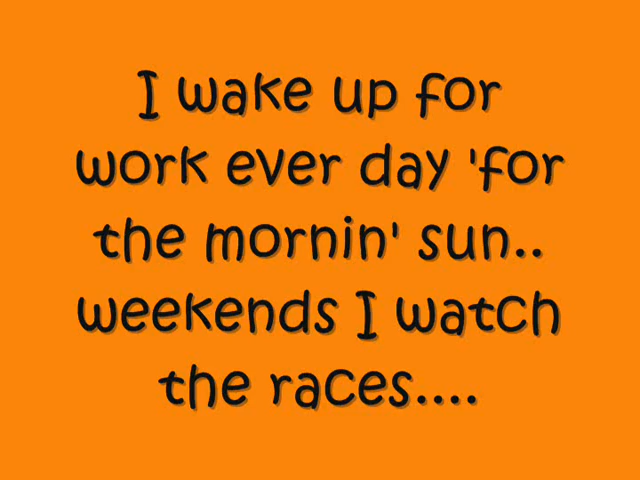 I wake up for
work ever day 'for
the mornin' sun..
weekends I watch
the races....